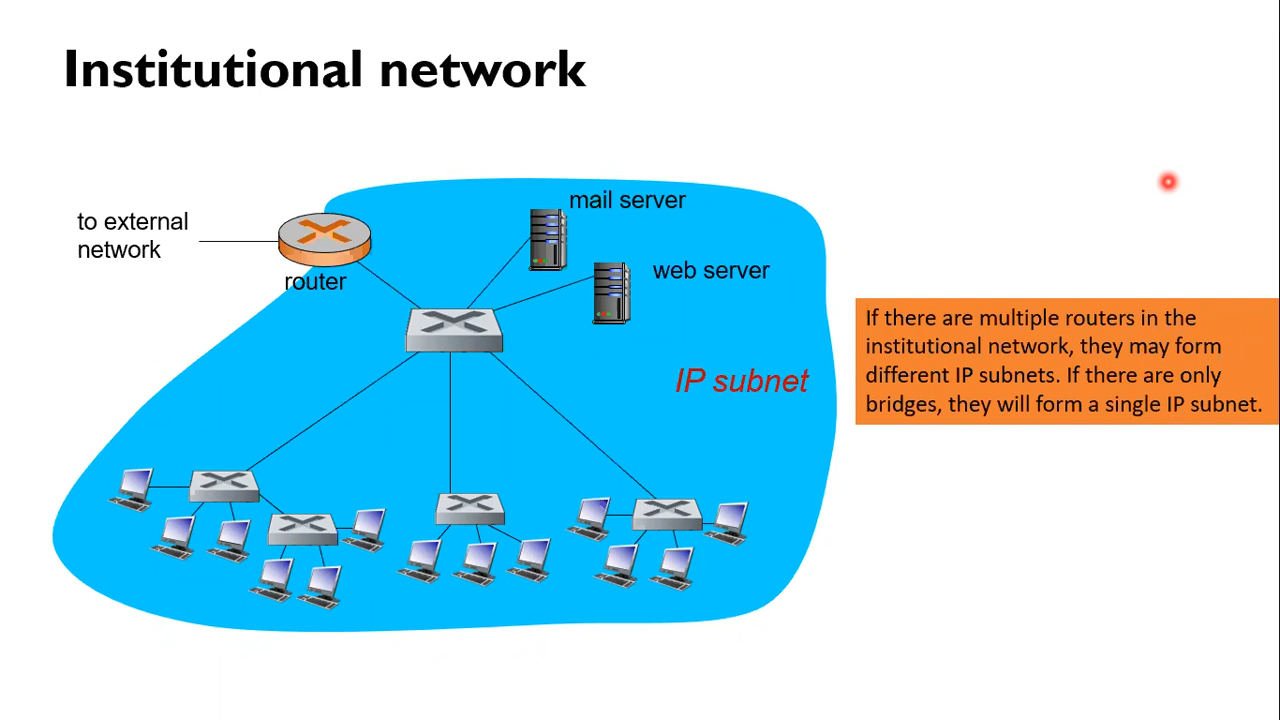 Institutional network
to external
network
router
mail server
web server
IP subnet
If there are multiple routers in the
institutional network, they may form
different IP subnets. If there are only
bridges, they will form a single IP subnet.